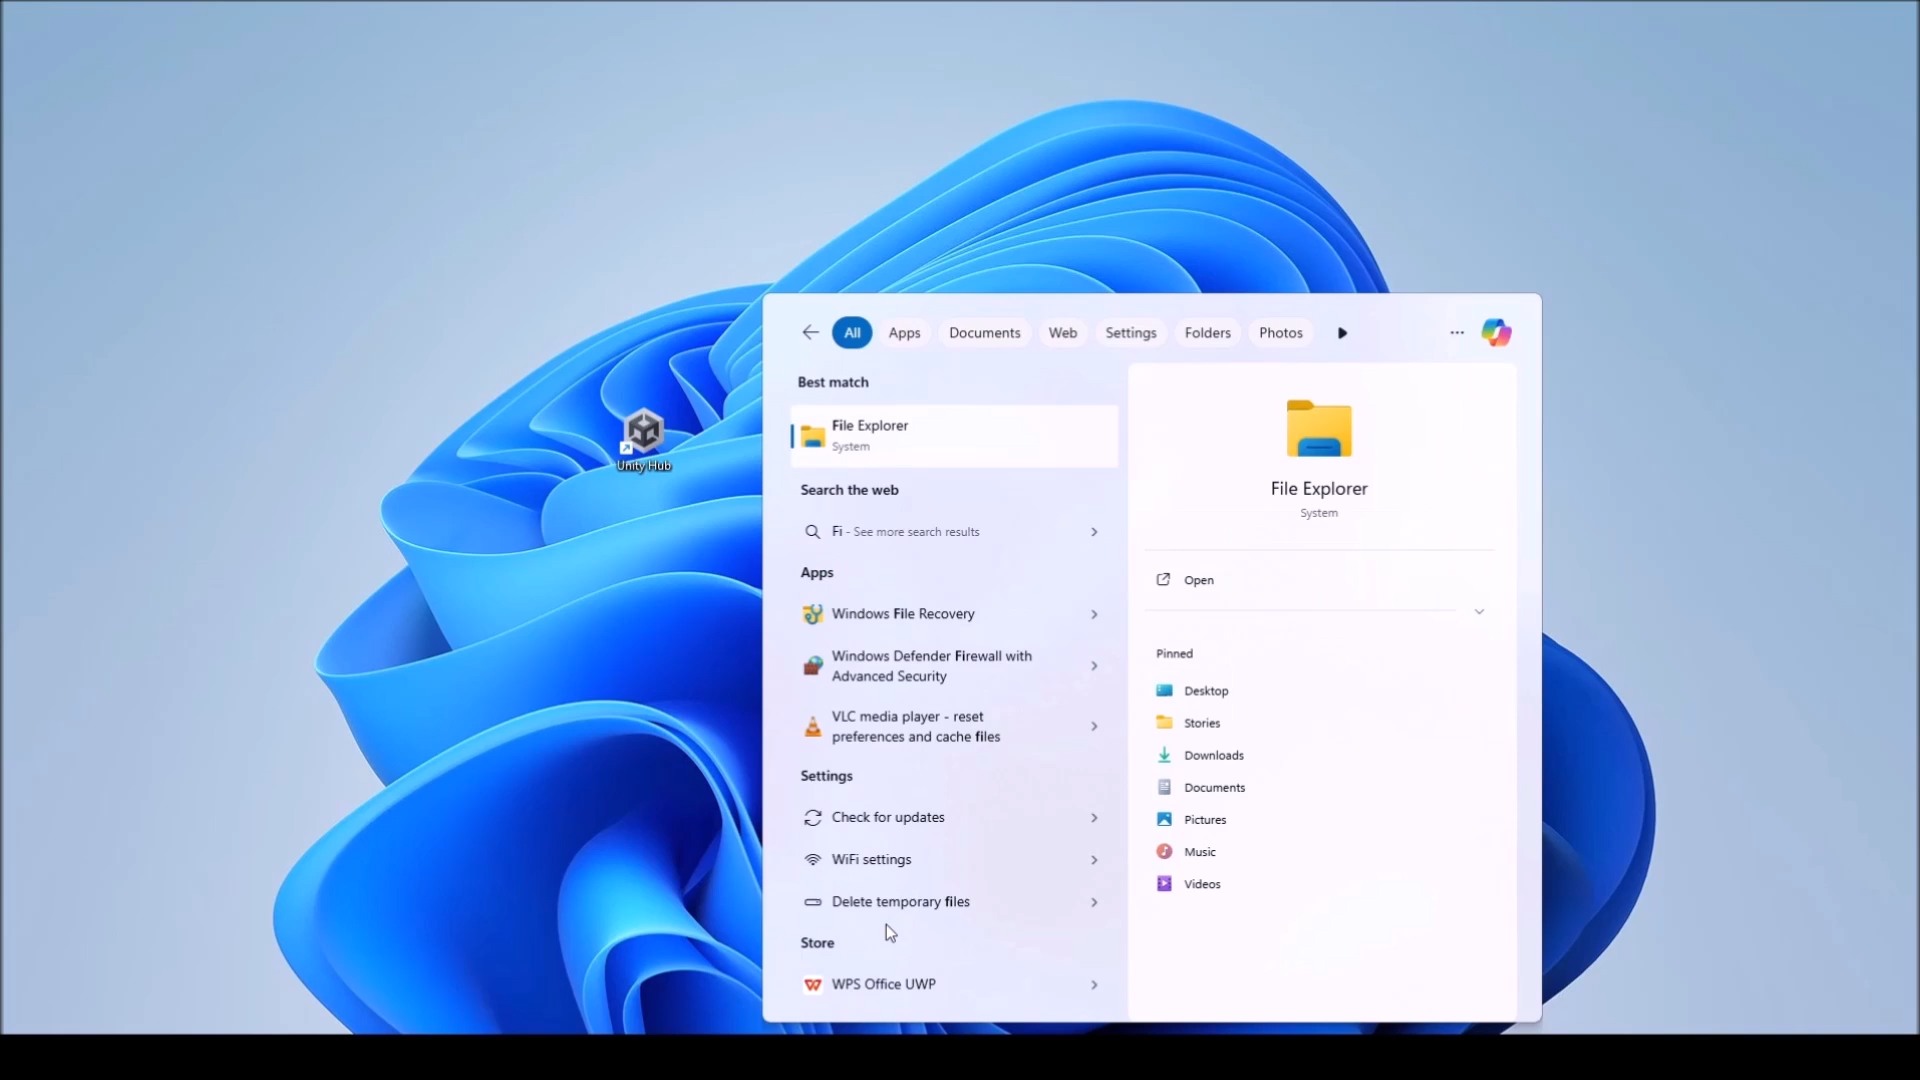 All Apps Documents Web Settings Folders Photos
Best match
File Explorer
System
Search the web
Fi - See more search results
Apps
Windows File Recovery
Windows Defender Firewall with
Advanced Security
VLC media player - reset
preferences and cache files
Settings
Check for updates
WiFi settings
Delete temporary files
Store
WPS Office UWP
File Explorer
System
Open
Pinned
Desktop
Stories
Downloads
Documents
Pictures
Music
Videos
Unity Hub